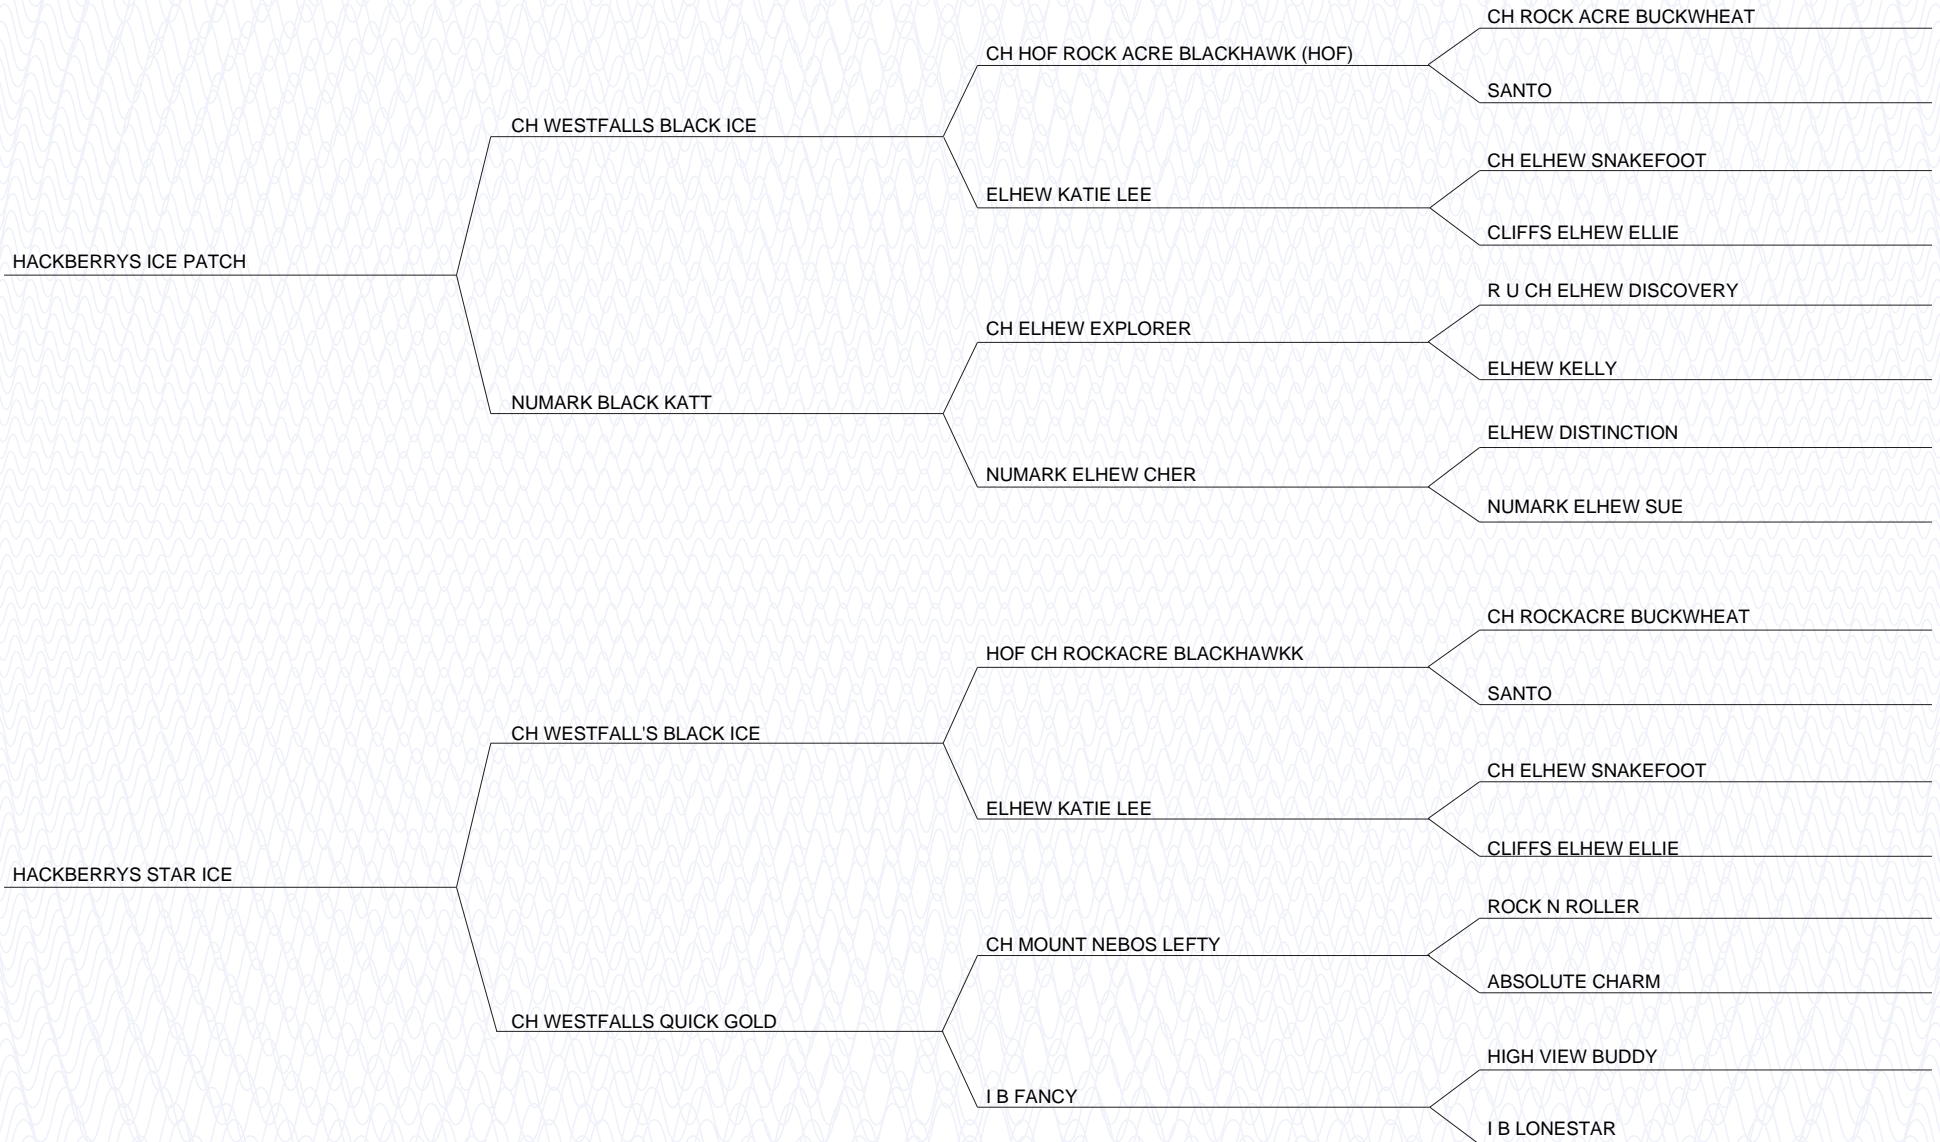 CH ROCK ACRE BUCKWHEAT
CH HOF ROCK ACRE BLACKHAWK (HOF)
SANTO
CH WESTFALLS BLACK ICE
CH ELHEW SNAKEFOOT
ELHEW KATIE LEE
CLIFFS ELHEW ELLIE
HACKBERRYS ICE PATCH
R U CH ELHEW DISCOVERY
CH ELHEW EXPLORER
ELHEW KELLY
NUMARK BLACK KATT
ELHEW DISTINCTION
NUMARK ELHEW CHER
NUMARK ELHEW SUE
CH ROCKACRE BUCKWHEAT
HOF CH ROCKACRE BLACKHAWKK
SANTO
CH WESTFALL'S BLACK ICE
CH ELHEW SNAKEFOOT
ELHEW KATIE LEE
CLIFFS ELHEW ELLIE
HACKBERRYS STAR ICE
ROCK N ROLLER
CH MOUNT NEBOS LEFTY
ABSOLUTE CHARM
CH WESTFALLS QUICK GOLD
HIGH VIEW BUDDY
I B FANCY
I B LONESTAR